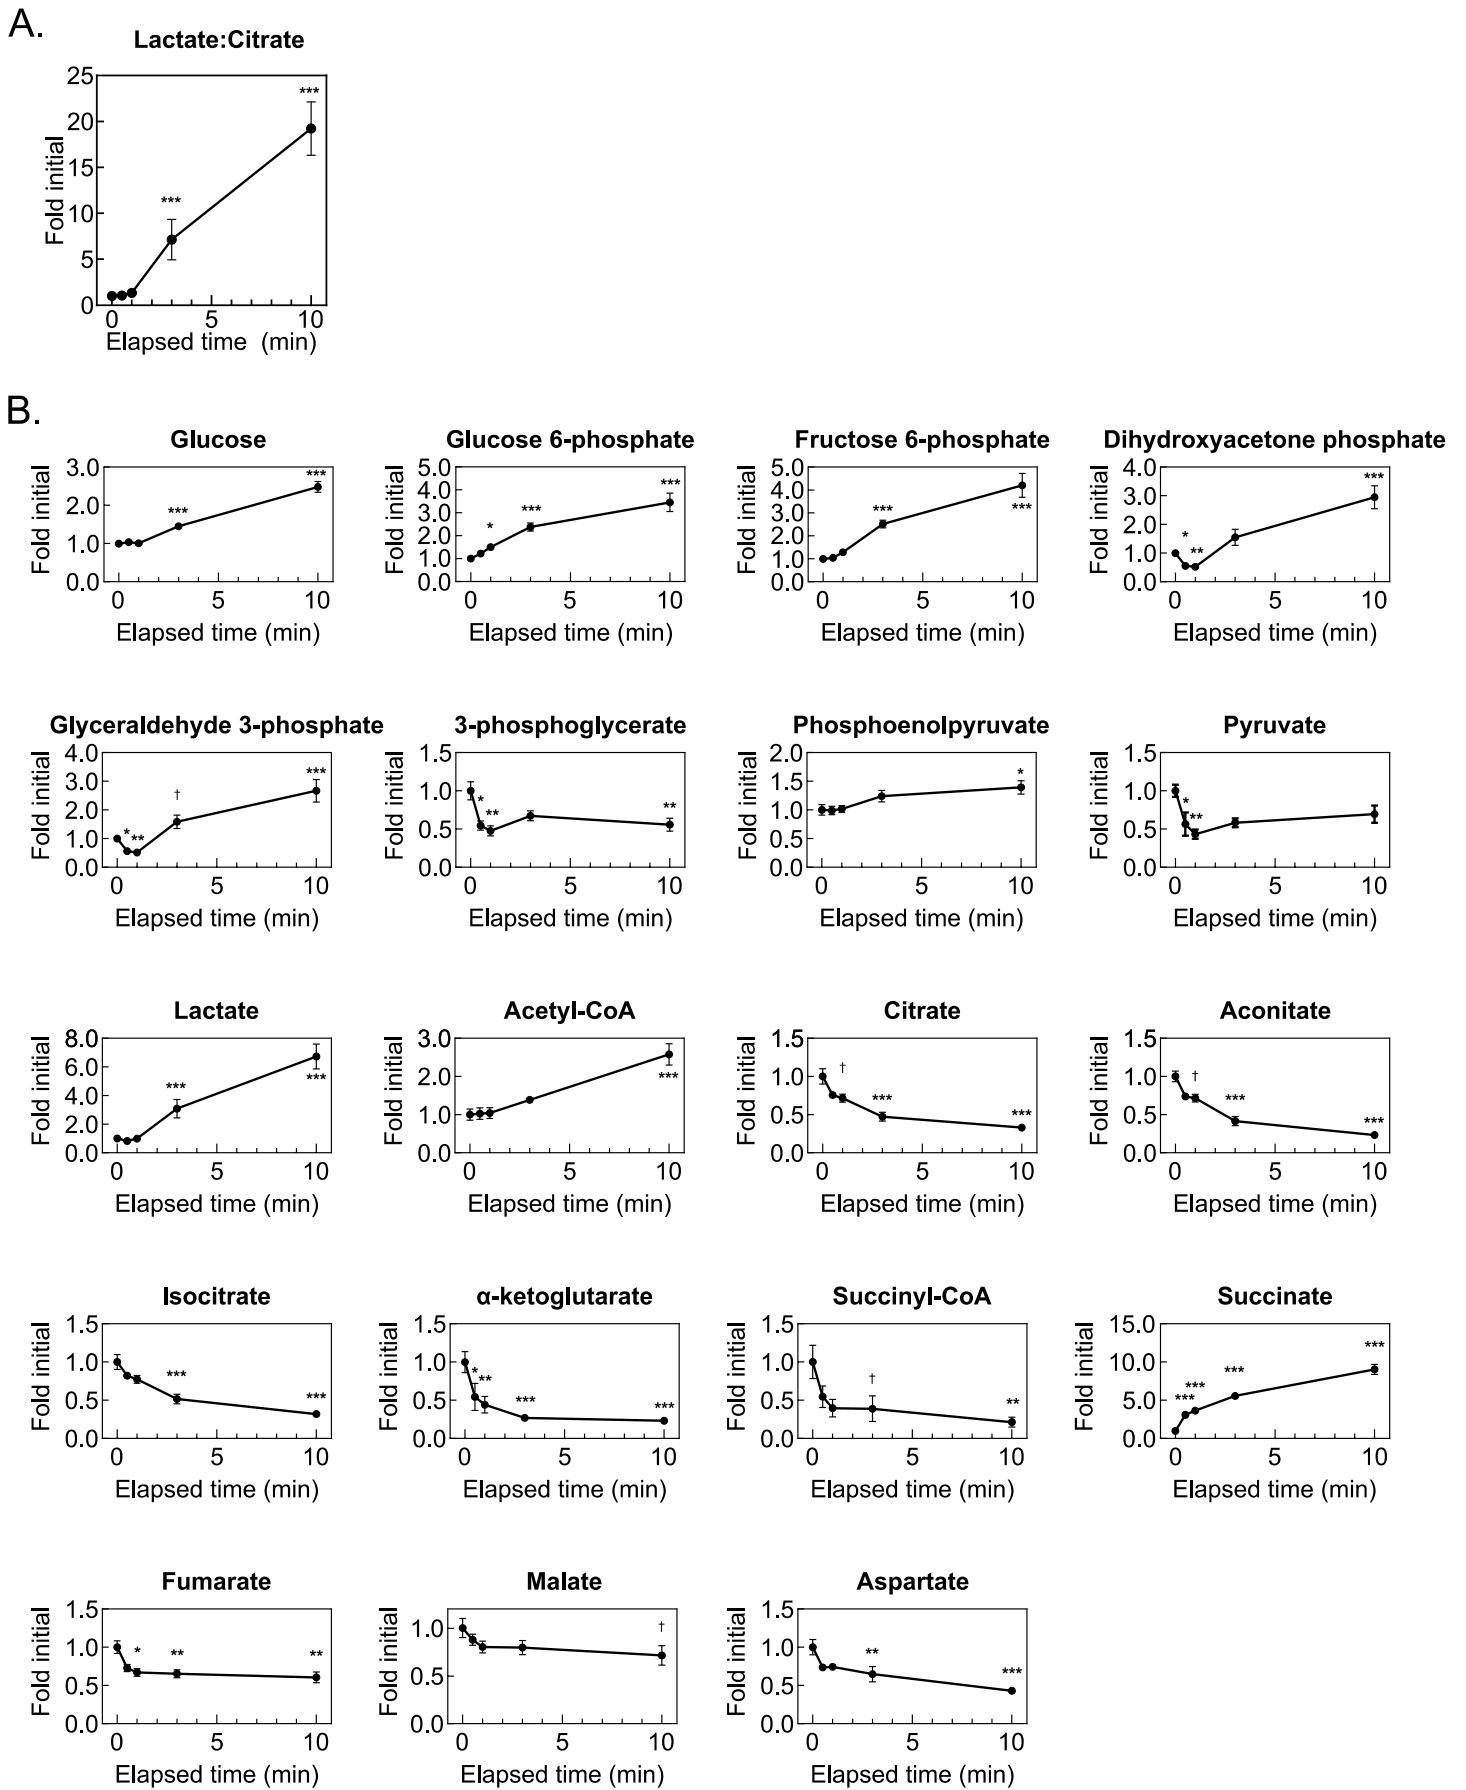 A.
Lactate:Citrate
Fold initial
25
20
15
10
5
0
***
***
0 5 10
Elapsed time (min)
B.
Glucose
Fold initial
3.0
2.0
1.0
0.0
***
***
0 5 10
Elapsed time (min)
Glucose 6-phosphate
Fold initial
5.0
4.0
3.0
2.0
1.0
0.0
*
***
***
0 5 10
Elapsed time (min)
Fructose 6-phosphate
Fold initial
5.0
4.0
3.0
2.0
1.0
0.0
***
***
0 5 10
Elapsed time (min)
Dihydroxyacetone phosphate
Fold initial
4.0
3.0
2.0
1.0
0.0
*
**
***
0 5 10
Elapsed time (min)
Glyceraldehyde 3-phosphate
Fold initial
4.0
3.0
2.0
1.0
0.0
*
**
†
***
0 5 10
Elapsed time (min)
3-phosphoglycerate
Fold initial
1.5
1.0
0.5
0.0
*
**
**
0 5 10
Elapsed time (min)
Phosphoenolpyruvate
Fold initial
2.0
1.5
1.0
0.5
0.0
*
0 5 10
Elapsed time (min)
Pyruvate
Fold initial
1.5
1.0
0.5
0.0
*
**
0 5 10
Elapsed time (min)
Lactate
Fold initial
8.0
6.0
4.0
2.0
0.0
***
***
0 5 10
Elapsed time (min)
Acetyl-CoA
Fold initial
3.0
2.0
1.0
0.0
***
0 5 10
Elapsed time (min)
Citrate
Fold initial
1.5
1.0
0.5
0.0
†
***
***
0 5 10
Elapsed time (min)
Aconitate
Fold initial
1.5
1.0
0.5
0.0
†
***
***
0 5 10
Elapsed time (min)
Isocitrate
Fold initial
1.5
1.0
0.5
0.0
***
***
0 5 10
Elapsed time (min)
α-ketoglutarate
Fold initial
1.5
1.0
0.5
0.0
*
**
***
***
0 5 10
Elapsed time (min)
Succinyl-CoA
Fold initial
1.5
1.0
0.5
0.0
†
**
0 5 10
Elapsed time (min)
Succinate
Fold initial
15.0
10.0
5.0
0.0
***
***
***
***
0 5 10
Elapsed time (min)
Fumarate
Fold initial
1.5
1.0
0.5
0.0
*
**
**
0 5 10
Elapsed time (min)
Malate
Fold initial
1.0
0.5
0.0
†
0 5 10
Elapsed time (min)
Aspartate
Fold initial
1.5
1.0
0.5
0.0
**
***
0 5 10
Elapsed time (min)